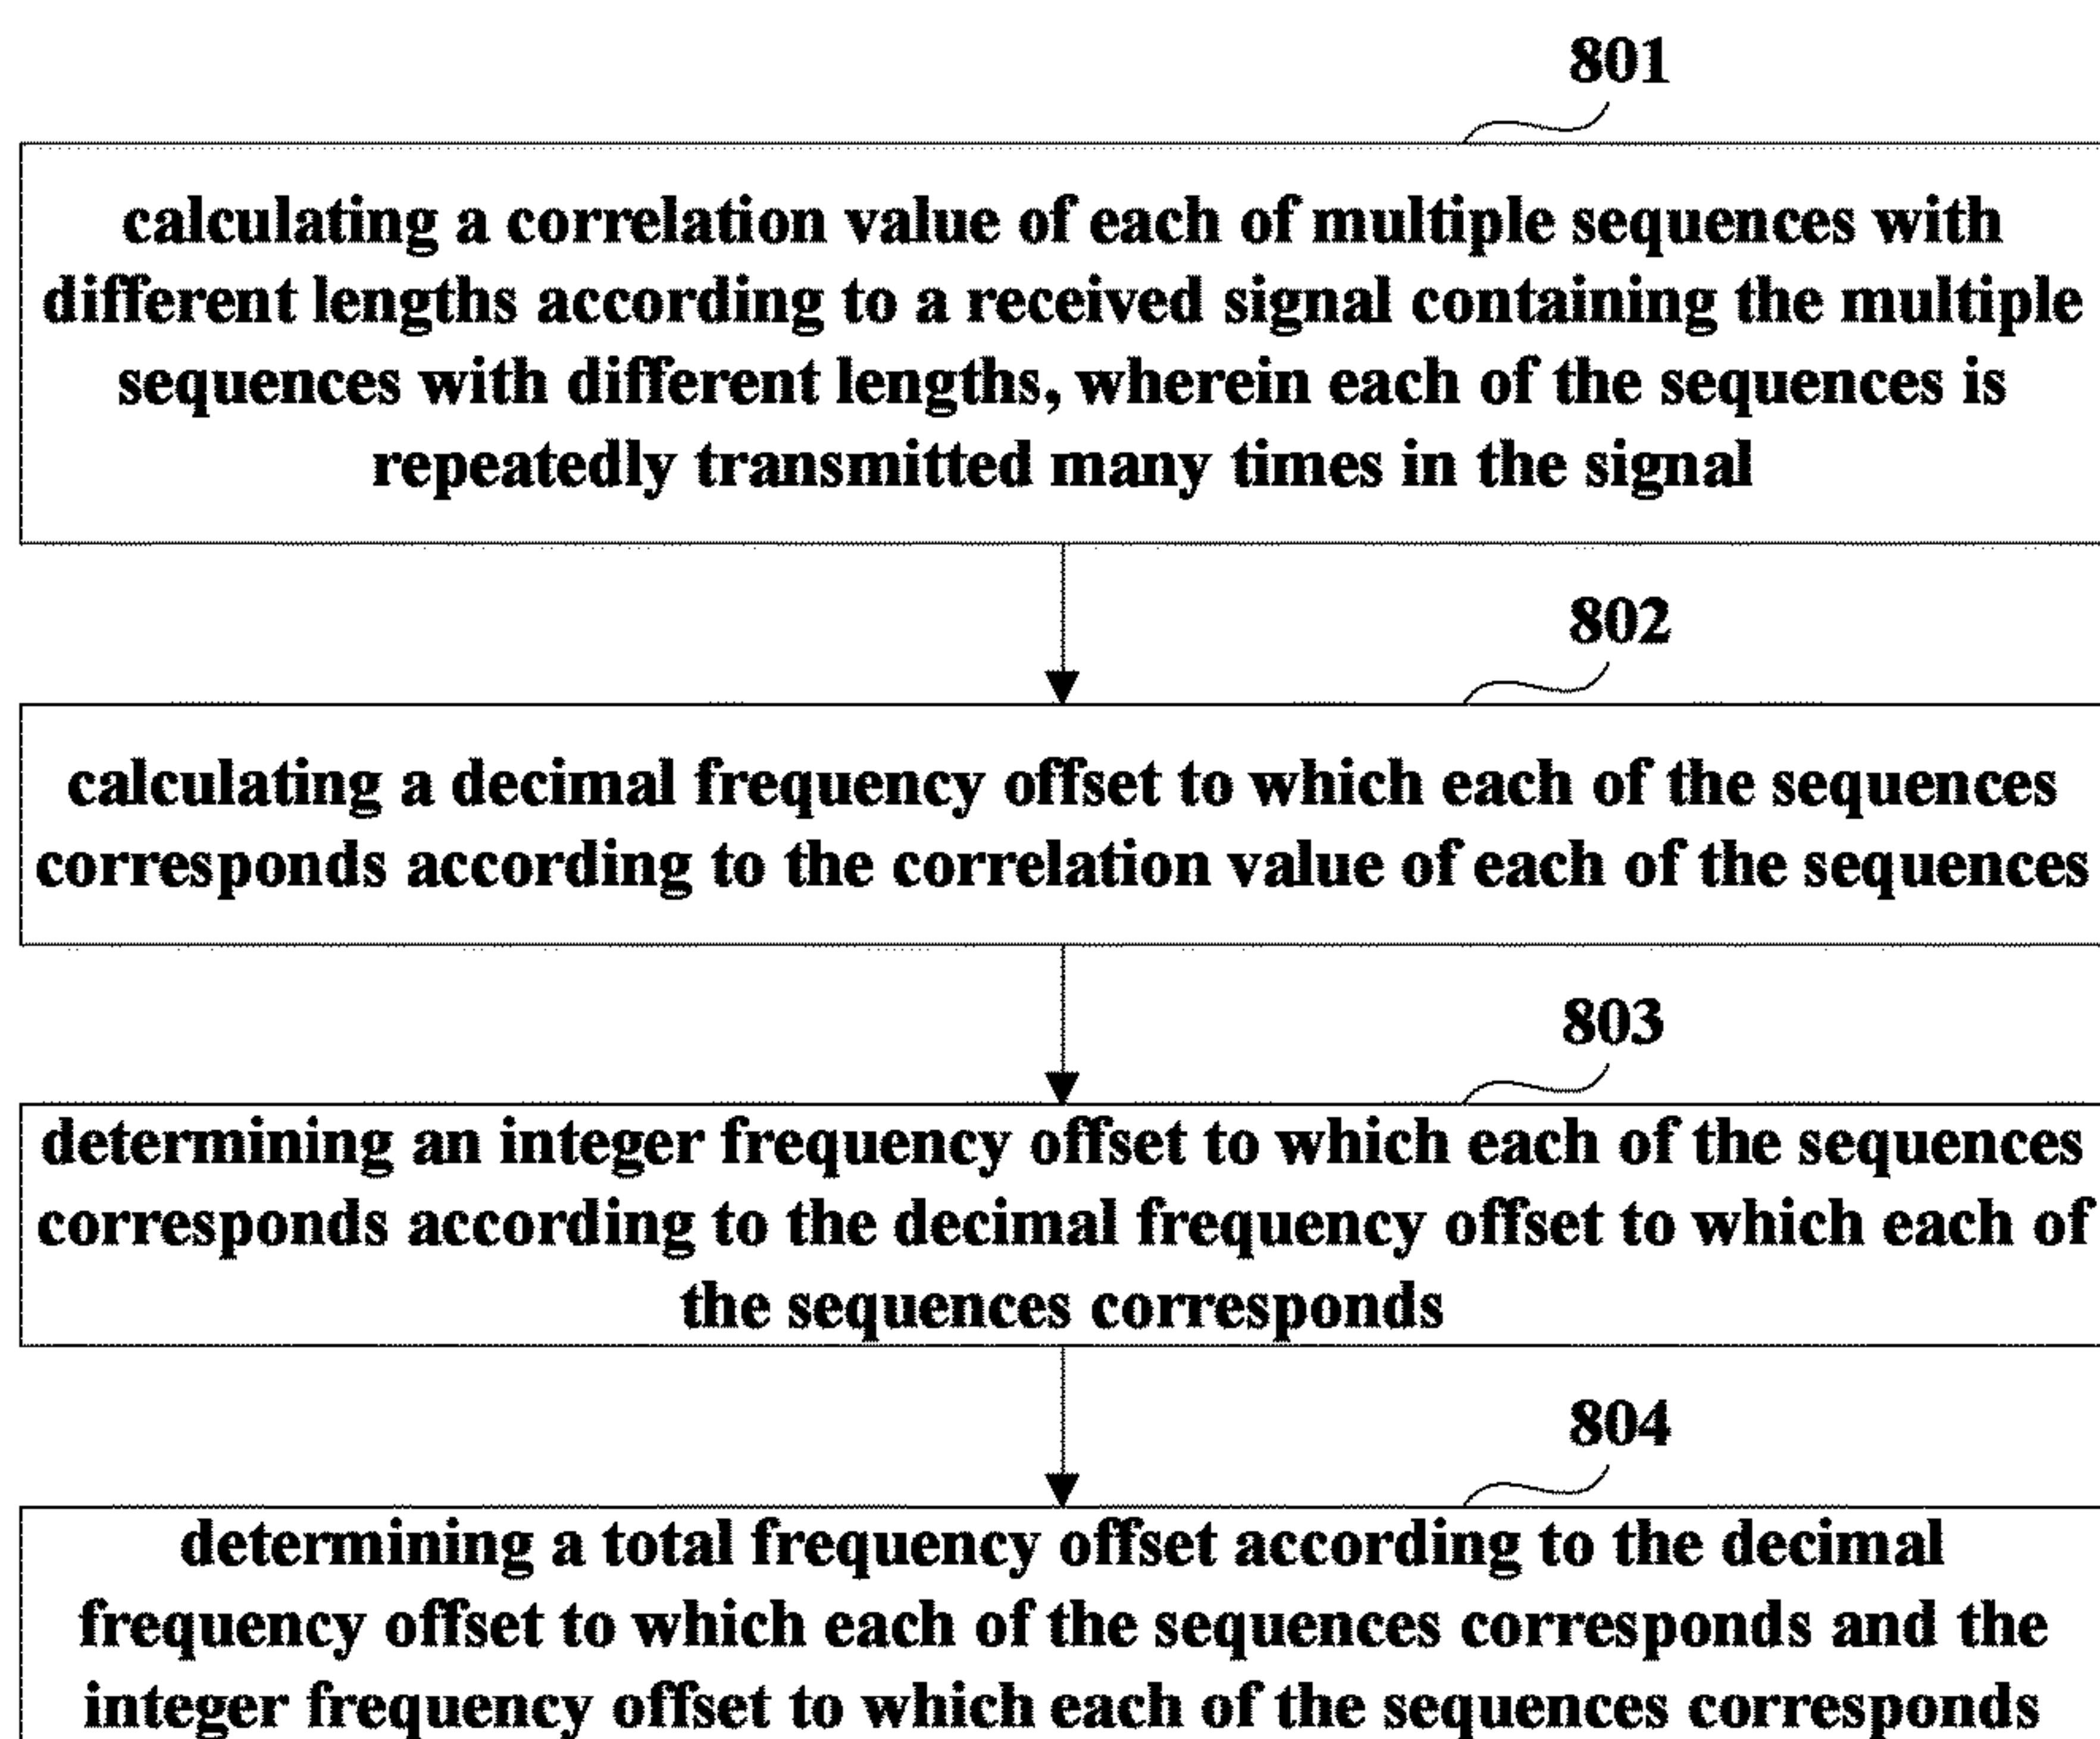 801
calculating a correlation value of each of multiple sequences with
different lengths according to a received signal containing the multiple
sequences with different lengths, wherein each of the sequences is
repeatedly transmitted many times in the signal
802
calculating a decimal frequency offset to which each of the sequences
corresponds according to the correlation value of each of the sequences
803
determining an integer frequency offset to which each of the sequences
corresponds according to the decimal frequency offset to which each of
the sequences corresponds
804
determining a total frequency offset according to the decimal
frequency offset to which each of the sequences corresponds and the
integer frequency offset to which each of the sequences corresponds